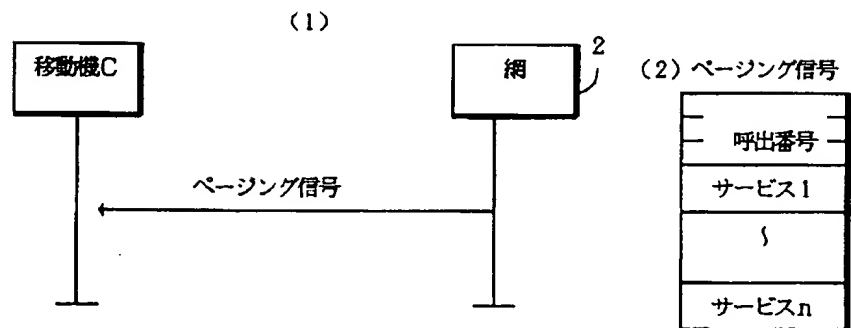 (1)
移動機C
網
2
(2)ページング信号
呼出番号
サービス1
ページング信号
〜
サービスn